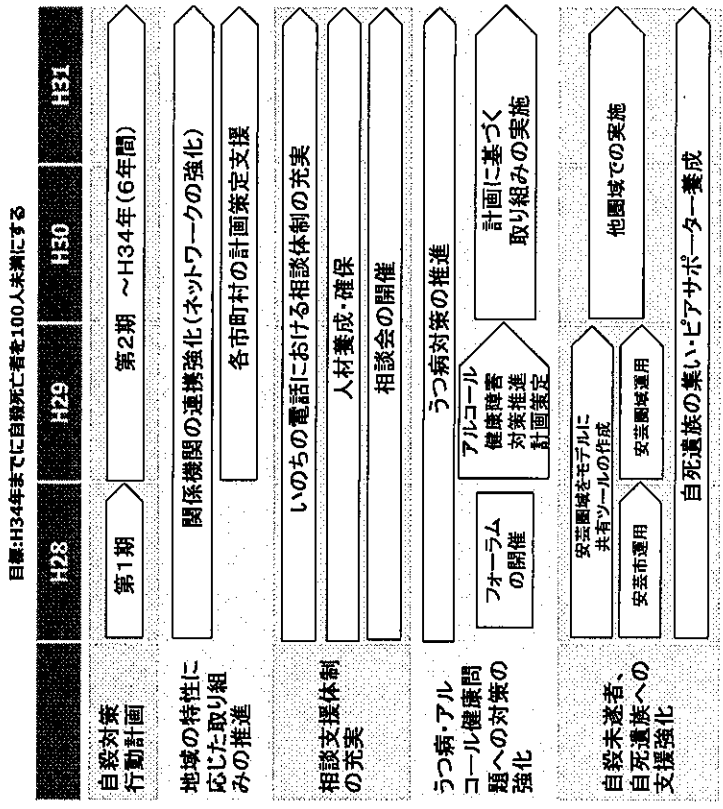 目標:H34年までに自殺死亡者を100人未満にする
H28
H29
H30
H31
自殺対策
行動計画
第1期
第2期 ～H34年(6年間)
地域の特性に
応じた取り組
みの推進
関係機関の連携強化(ネットワークの強化)
各市町村の計画策定支援
相談支援体制
の充実
いのちの電話における相談体制の充実
人材養成・確保
相談会の開催
うつ病・アル
コール健康問
題への対策の
強化
うつ病対策の推進
フォーラム
の開催
アルコール
健康障害
対策推進
計画策定
計画に基づく
取り組みの実施
自殺未遂者、
自死遺族への
支援強化
安芸圏域をモデルに
共有ツールの作成
安芸市運用
安芸圏域運用
他圏域での実施
自死遺族の集い・ピアサポーター養成